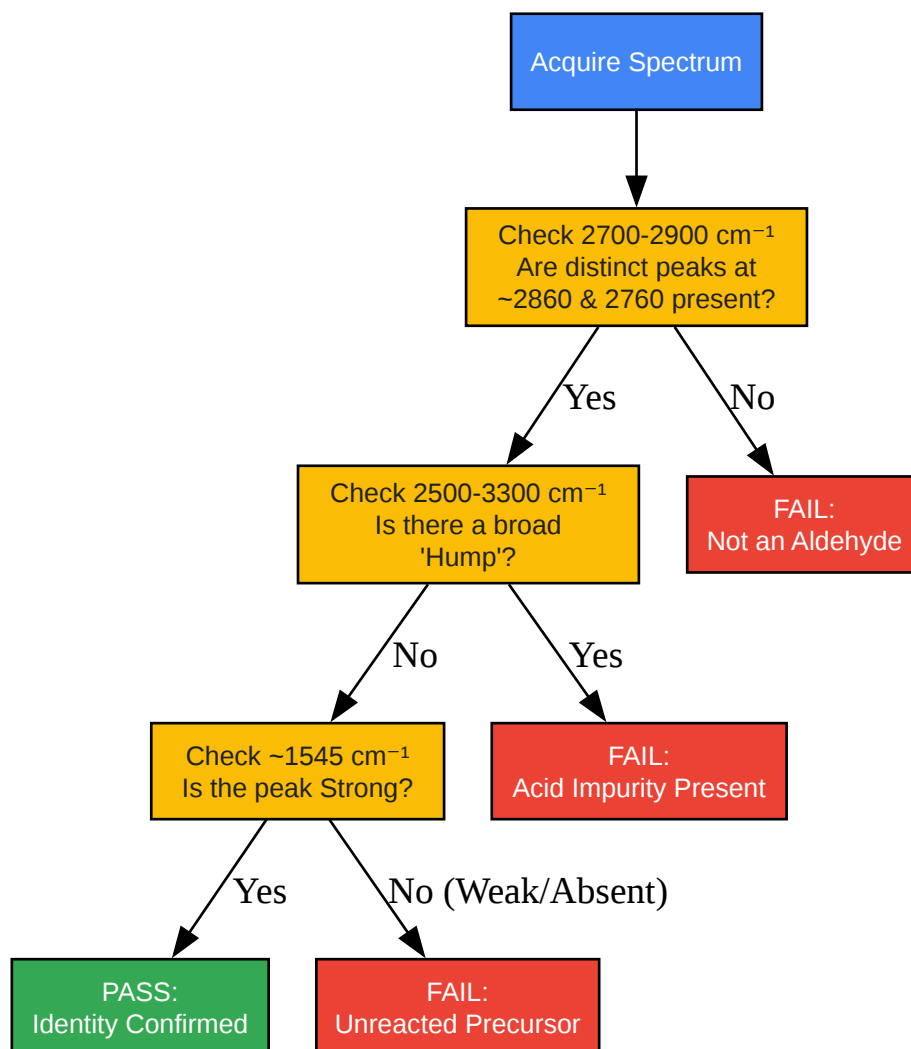 Acquire Spectrum
Check 2700-2900 cm⁻¹
Are distinct peaks at
~2860 & 2760 present?
Yes
No
Check 2500-3300 cm⁻¹
Is there a broad
'Hump'?
FAIL:
Not an Aldehyde
No
Yes
Check ~1545 cm⁻¹
Is the peak Strong?
FAIL:
Acid Impurity Present
Yes
No (Weak/Absent)
PASS:
Identity Confirmed
FAIL:
Unreacted Precursor